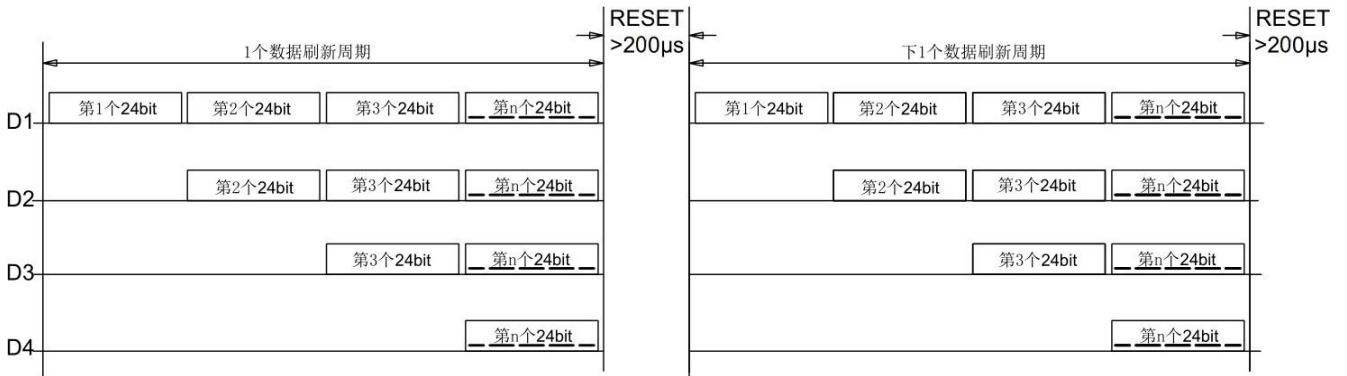 RESET
>200μs
RESET
>200μs
1个数据刷新周期
下1个数据刷新周期
D1 第1个24bit 第2个24bit 第3个24bit 第n个24bit 第1个24bit 第2个24bit 第3个24bit 第n个24bit
D2 第2个24bit 第3个24bit 第n个24bit 第2个24bit 第3个24bit 第n个24bit
D3 第3个24bit 第n个24bit 第3个24bit 第n个24bit
D4 第n个24bit 第n个24bit